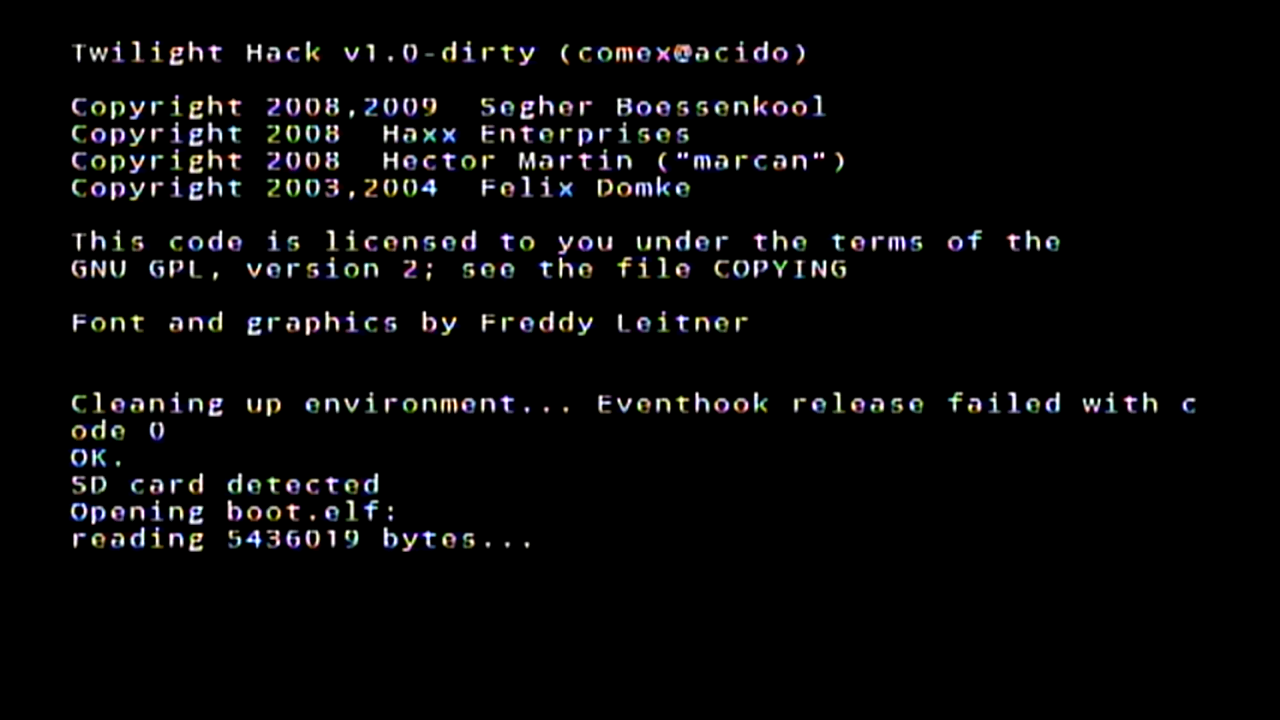 Twilight Hack v1.0-dirty (comex@acido)
Copyright 2008,2009  Segher Boessenkool
Copyright 2008  Haxx Enterprises
Copyright 2008  Hector Martin ("marcan")
Copyright 2003,2004  Felix Domke
This code is licensed to you under the terms of the
GNU GPL, version 2; see the file COPYING
Font and graphics by Freddy Leitner
Cleaning up environment... Eventhook release failed with c
ode 0
OK.
SD card detected
Opening boot.elf:
reading 5436019 bytes...